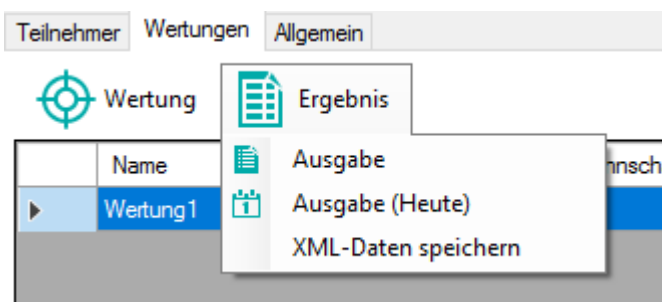 Teilnehmer Wertungen Allgemein
Wertung Ergebnis
Name
Ausgabe
Wertung1
Ausgabe (Heute)
XML-Daten speichern